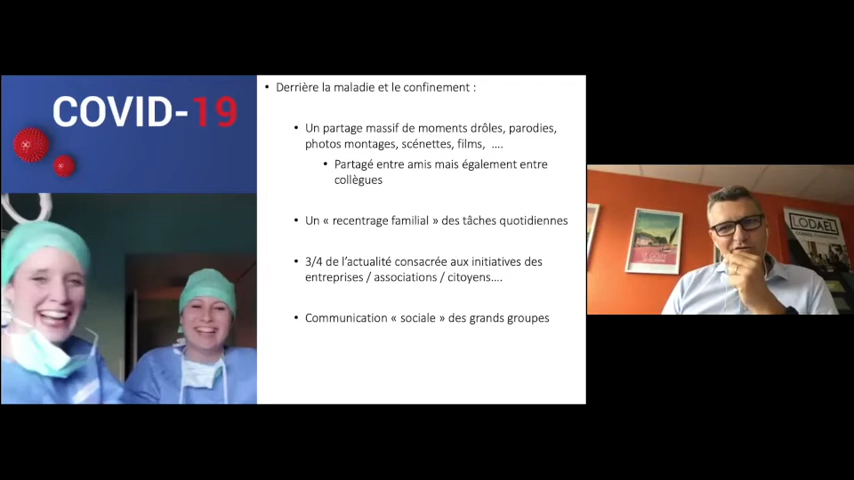 COVID-19
• Derrière la maladie et le confinement :
• Un partage massif de moments drôles, parodies,
photos montages, scénettes, films, ....
• Partagé entre amis mais également entre
collègues
• Un « recentrage familial » des tâches quotidiennes
• 3/4 de l'actualité consacrée aux initiatives des
entreprises / associations / citoyens....
• Communication « sociale » des grands groupes
LODAEL